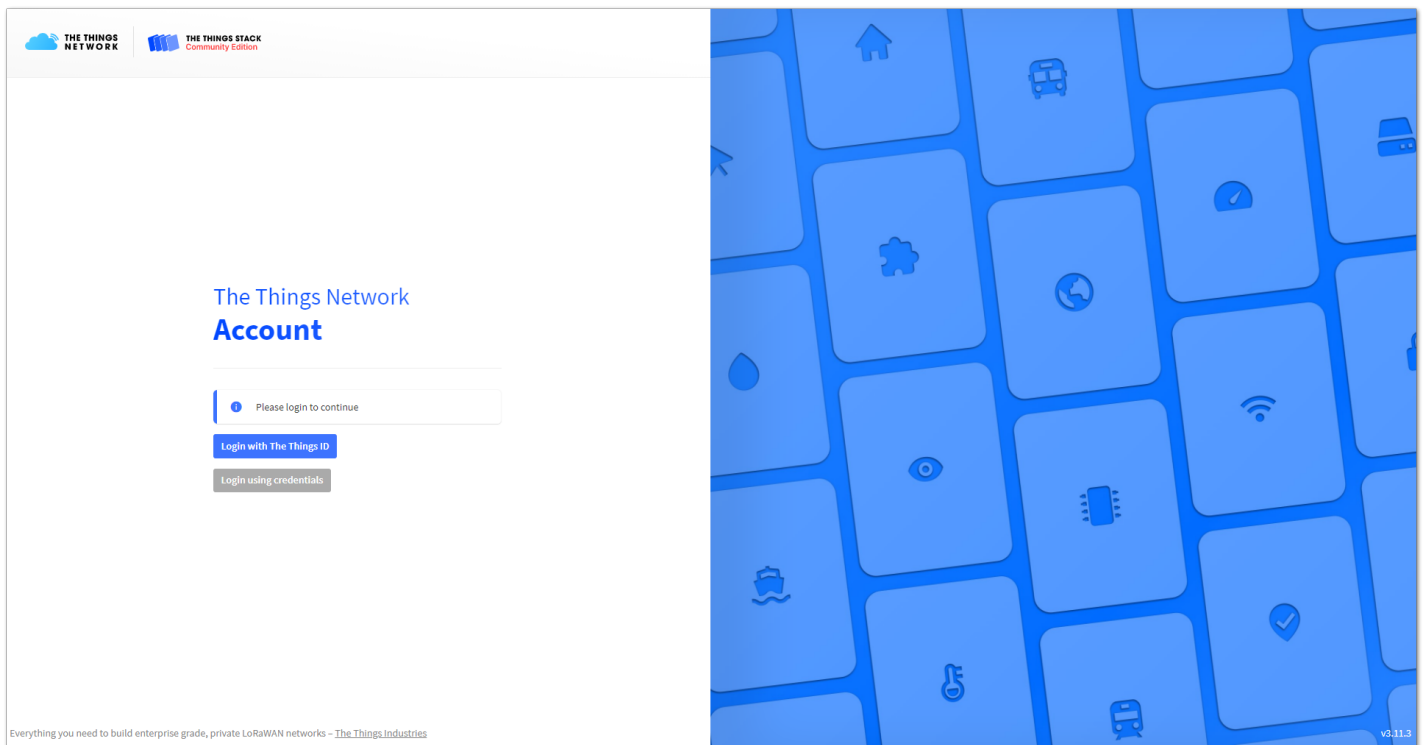 THE THINGS
NETWORK
THE THINGS STACK
Community Edition
The Things Network
Account
Please login to continue
Login with The Things ID
Login using credentials
Everything you need to build enterprise grade, private LoRaWAN networks – The Things Industries
v3.11.3